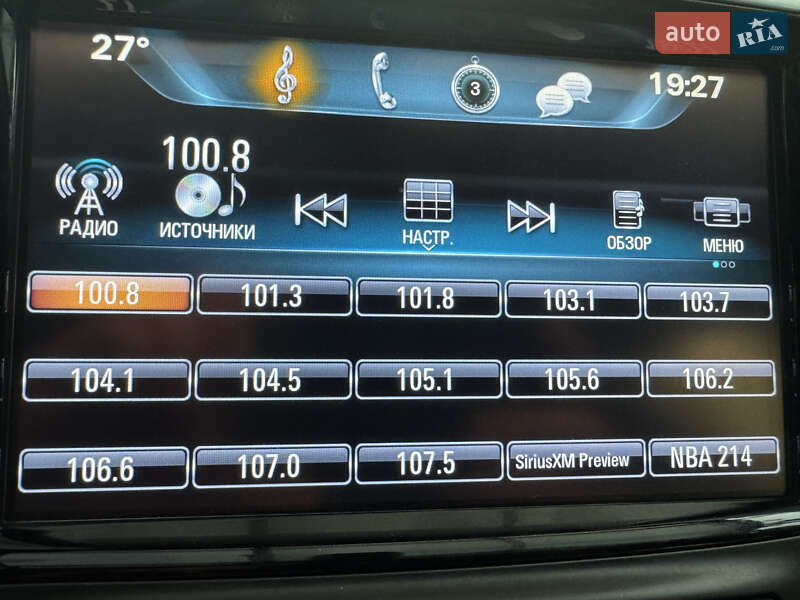 auto RIA .com
27° 3 19:27
100.8
РАДИО ИСТОЧНИКИ НАСТР. ОБЗОР МЕНЮ
100.8 101.3 101.8 103.1 103.7
104.1 104.5 105.1 105.6 106.2
106.6 107.0 107.5 SiriusXM Preview NBA 214